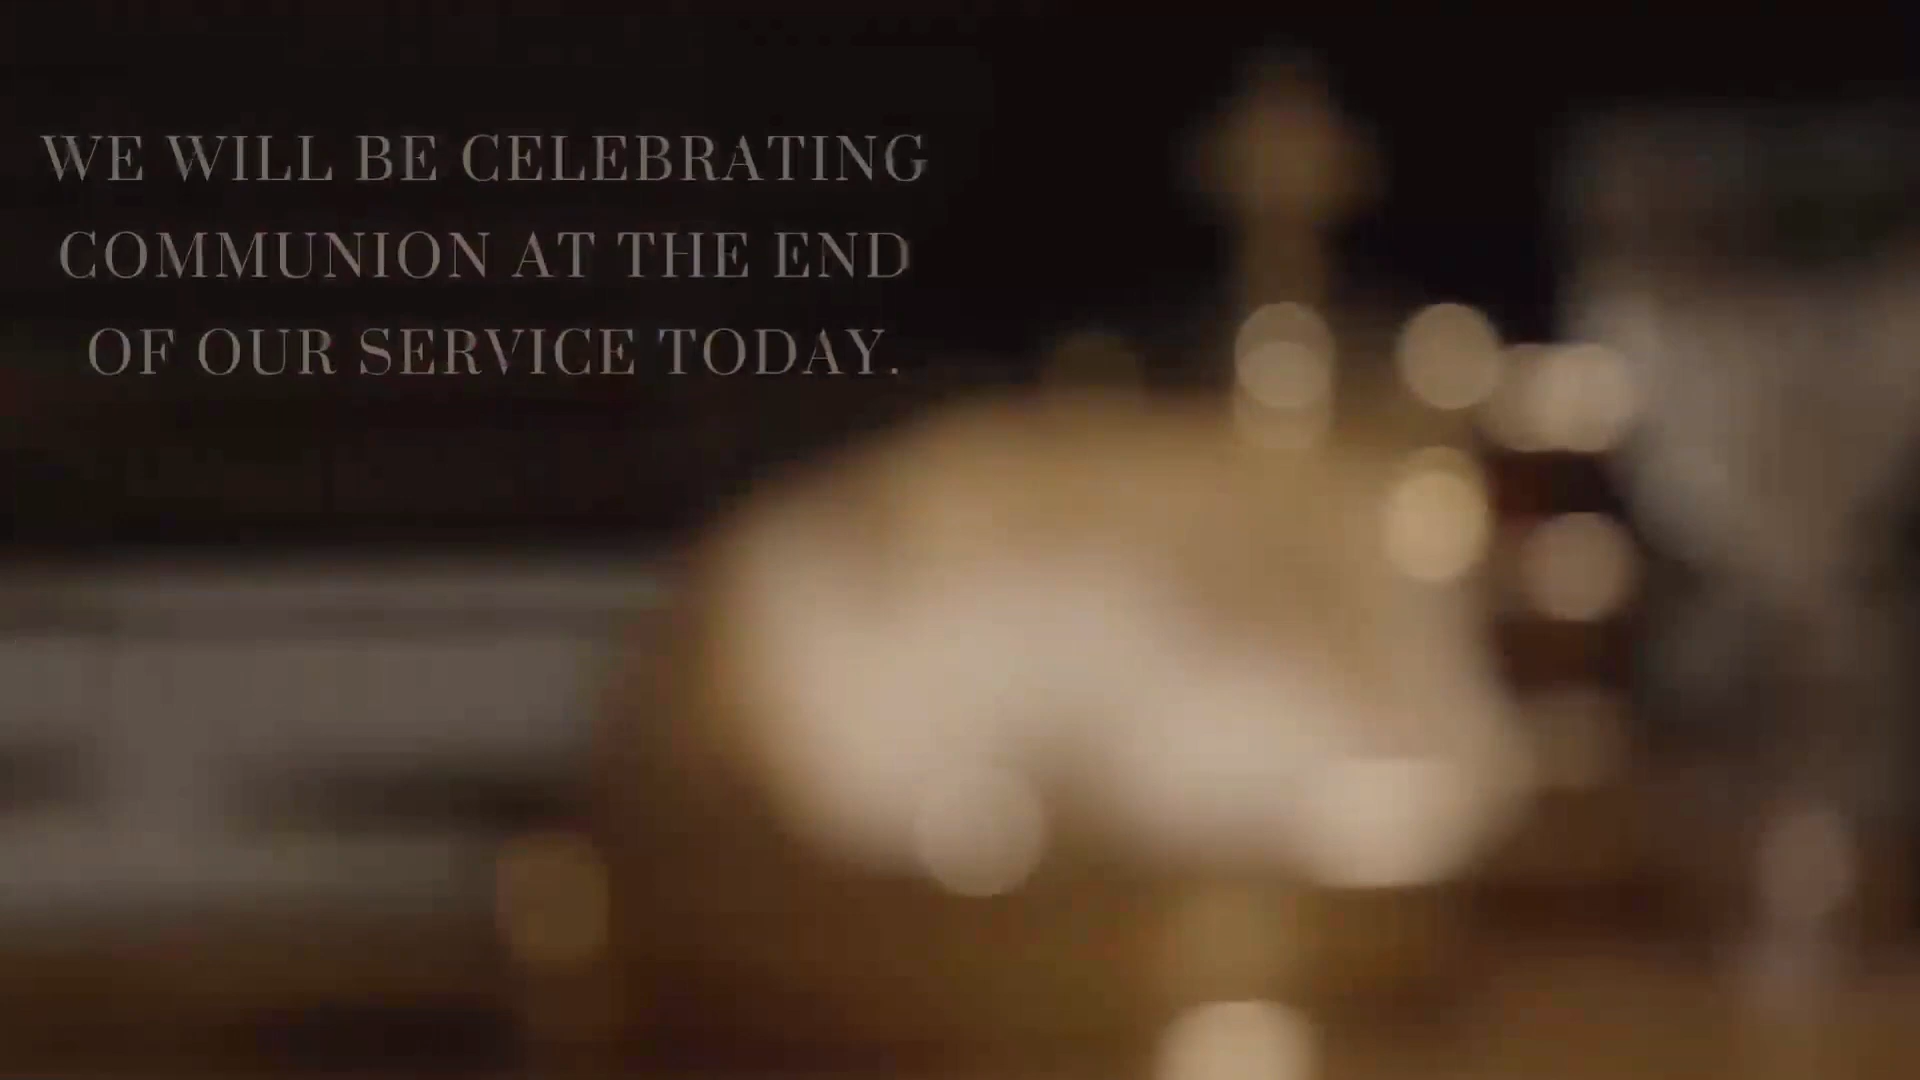 WE WILL BE CELEBRATING
COMMUNION AT THE END
OF OUR SERVICE TODAY.